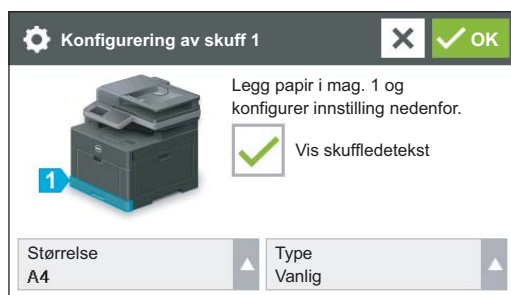 Konfigurering av skuff 1
OK
Legg papir i mag. 1 og
konfigurer innstilling nedenfor.
Vis skuffledetekst
1
Størrelse
A4
Type
Vanlig